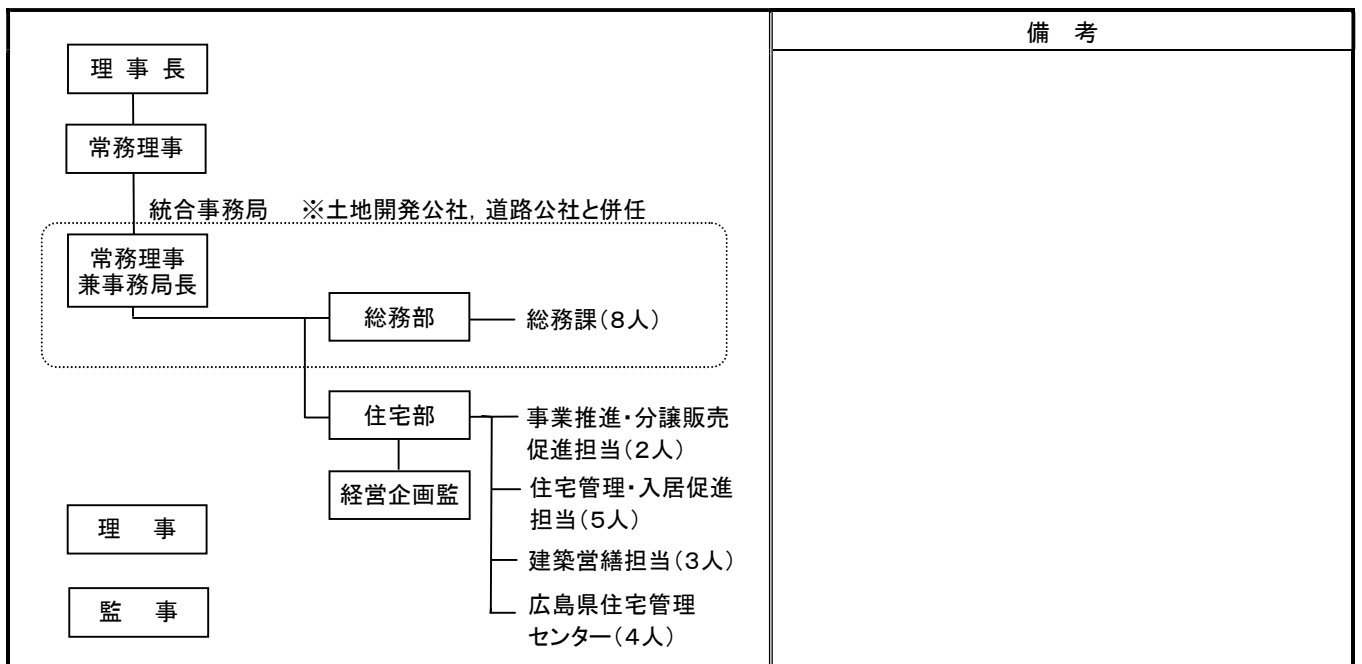 備　考
理 事 長
常務理事
統合事務局　※土地開発公社, 道路公社と併任
常務理事
兼事務局長
総務部
総務課(８人)
住宅部
経営企画監
事業推進・分譲販売
促進担当(２人)
住宅管理・入居促進
担当(５人)
建築営繕担当(３人)
広島県住宅管理
センター(４人)
理　事
監　事